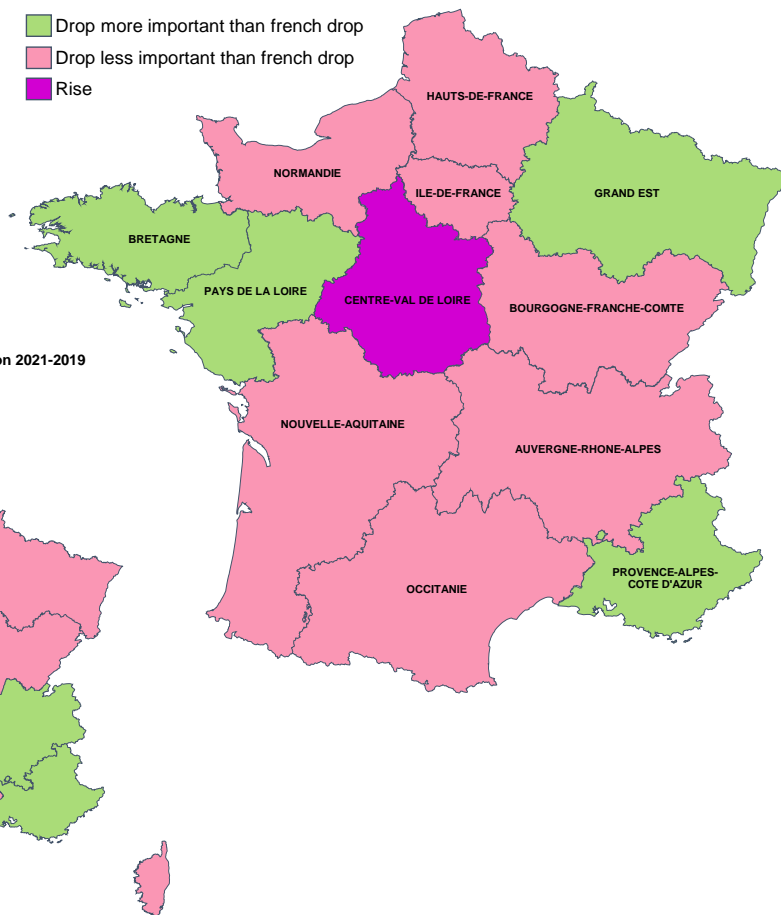 Drop more important than french drop
Drop less important than french drop
Rise
HAUTS-DE-FRANCE
NORMANDIE
ILE-DE-FRANCE
GRAND EST
BRETAGNE
PAYS DE LA LOIRE
CENTRE-VAL DE LOIRE
BOURGOGNE-FRANCHE-COMTE
2021-2019
NOUVELLE-AQUITAINE
AUVERGNE-RHONE-ALPES
OCCITANIE
PROVENCE-ALPES-
COTE D'AZUR